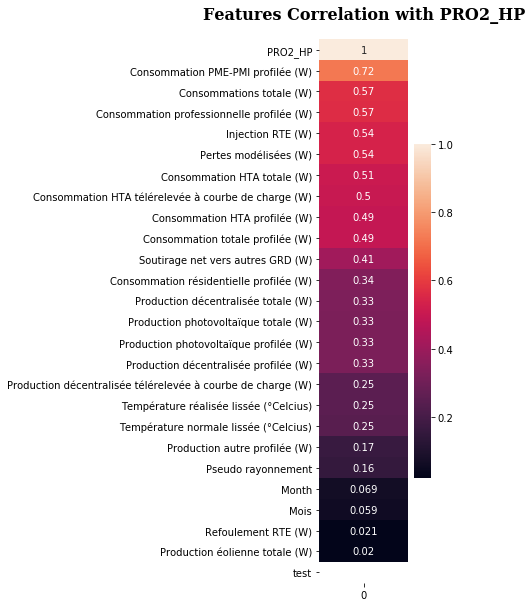 Features Correlation with PRO2_HP
PRO2_HP 1
Consommation PME-PMI profilée (W) 0.72
Consommations totale (W) 0.57
Consommation professionnelle profilée (W) 0.57
Injection RTE (W) 0.54
Pertes modélisées (W) 0.54
Consommation HTA totale (W) 0.51
Consommation HTA télérelevée à courbe de charge (W) 0.5
Consommation HTA profilée (W) 0.49
Consommation totale profilée (W) 0.49
Soutirage net vers autres GRD (W) 0.41
Consommation résidentielle profilée (W) 0.34
Production décentralisée totale (W) 0.33
Production photovoltaïque totale (W) 0.33
Production photovoltaïque profilée (W) 0.33
Production décentralisée profilée (W) 0.33
Production décentralisée télérelevée à courbe de charge (W) 0.25
Température réalisée lissée (°Celcius) 0.25
Température normale lissée (°Celcius) 0.25
Production autre profilée (W) 0.17
Pseudo rayonnement 0.16
Month 0.069
Mois 0.059
Refoulement RTE (W) 0.021
Production éolienne totale (W) 0.02
test
0
1.0
0.8
0.6
0.4
0.2